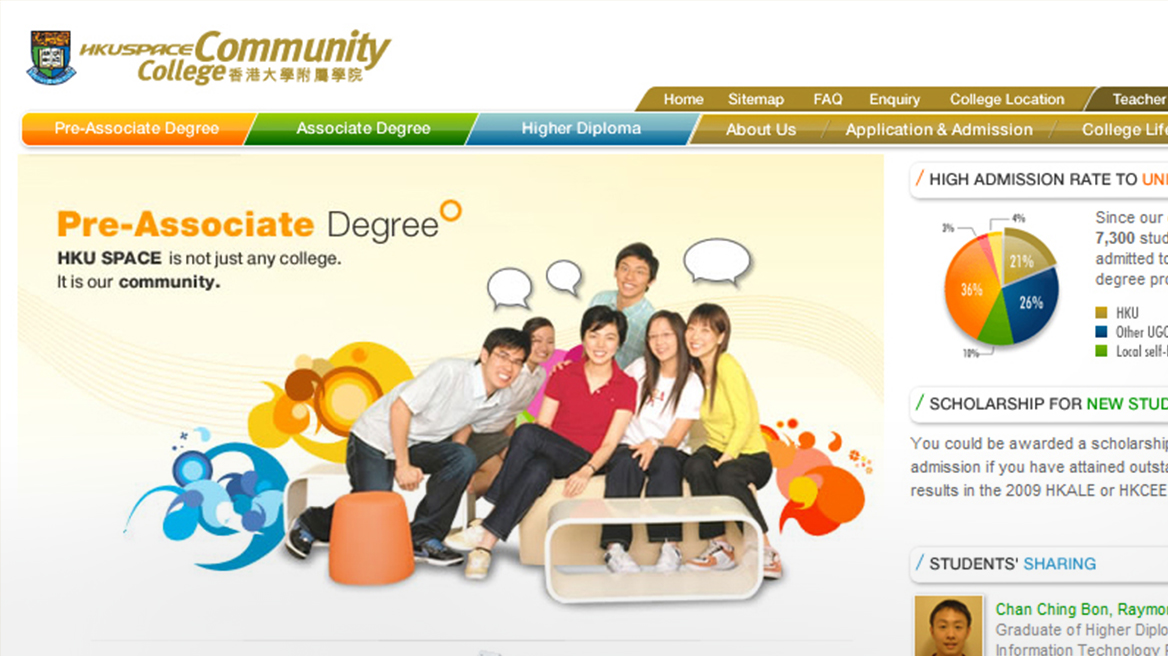 HKU SPACE Community
College 香港大學附屬學院
Home Sitemap FAQ Enquiry College Location Teacher
Pre-Associate Degree Associate Degree Higher Diploma About Us / Application & Admission / College Life
Pre-Associate Degree
HKU SPACE is not just any college.
It is our community.
/ HIGH ADMISSION RATE TO UNI
3% 4% 21% 36% 26% 10%
Since our
7,300 stud
admitted to
degree pro
HKU
Other UGC
Local self-
/ SCHOLARSHIP FOR NEW STUD
You could be awarded a scholarship
admission if you have attained outsta
results in the 2009 HKALE or HKCEE
/ STUDENTS' SHARING
Chan Ching Bon, Raymon
Graduate of Higher Diplo
Information Technology